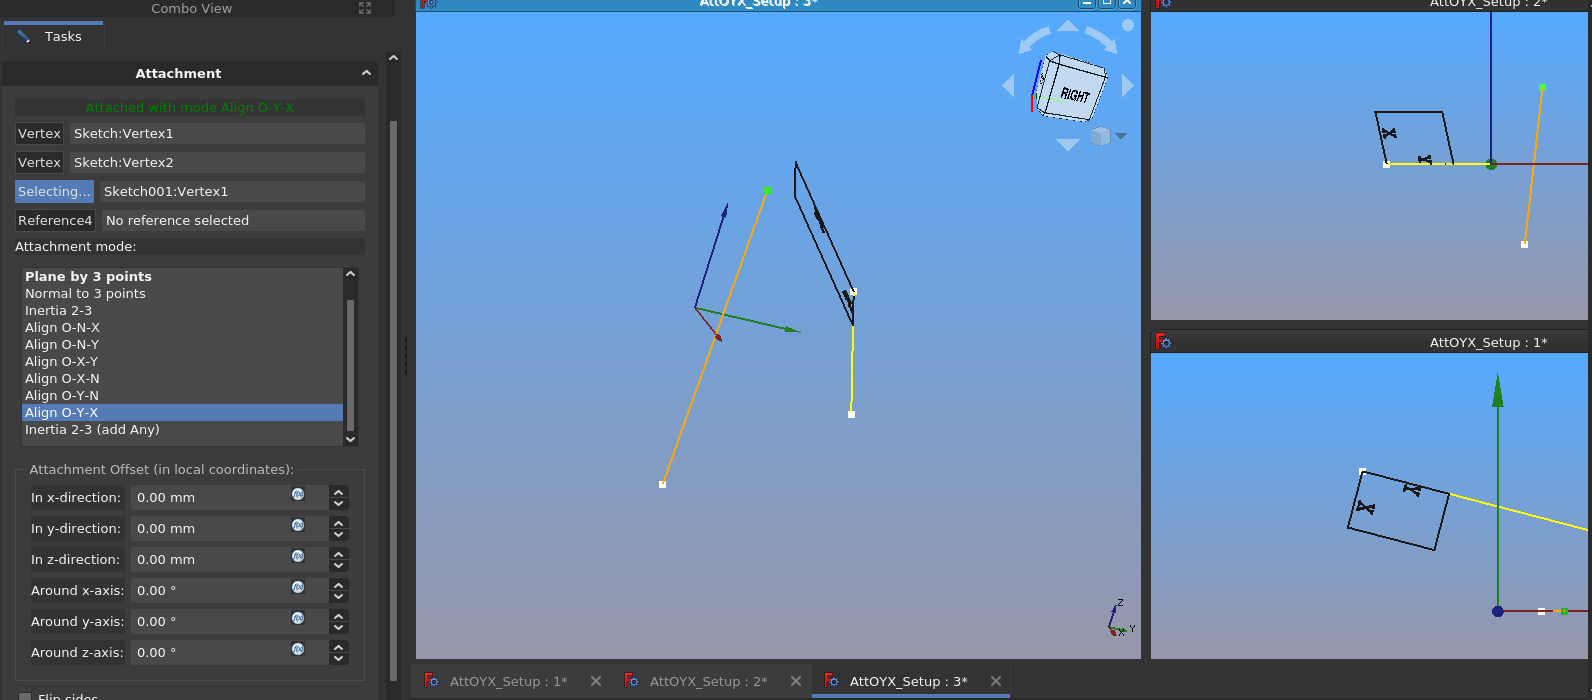 Combo View
Tasks
Attachment
Attached with mode Align O-Y-X
Vertex Sketch:Vertex1
Vertex Sketch:Vertex2
Selecting... Sketch001:Vertex1
Reference4 No reference selected
Attachment mode:
Plane by 3 points
Normal to 3 points
Inertia 2-3
Align O-N-X
Align O-N-Y
Align O-X-Y
Align O-X-N
Align O-Y-N
Align O-Y-X
Inertia 2-3 (add Any)
Attachment Offset (in local coordinates):
In x-direction: 0.00 mm
In y-direction: 0.00 mm
In z-direction: 0.00 mm
Around x-axis: 0.00 °
Around y-axis: 0.00 °
Around z-axis: 0.00 °
Flip sides
AttOYX_Setup : 3*
RIGHT
Z
Y
X
AttOYX_Setup : 2*
AttOYX_Setup : 1*
AttOYX_Setup : 1*
AttOYX_Setup : 2*
AttOYX_Setup : 3*